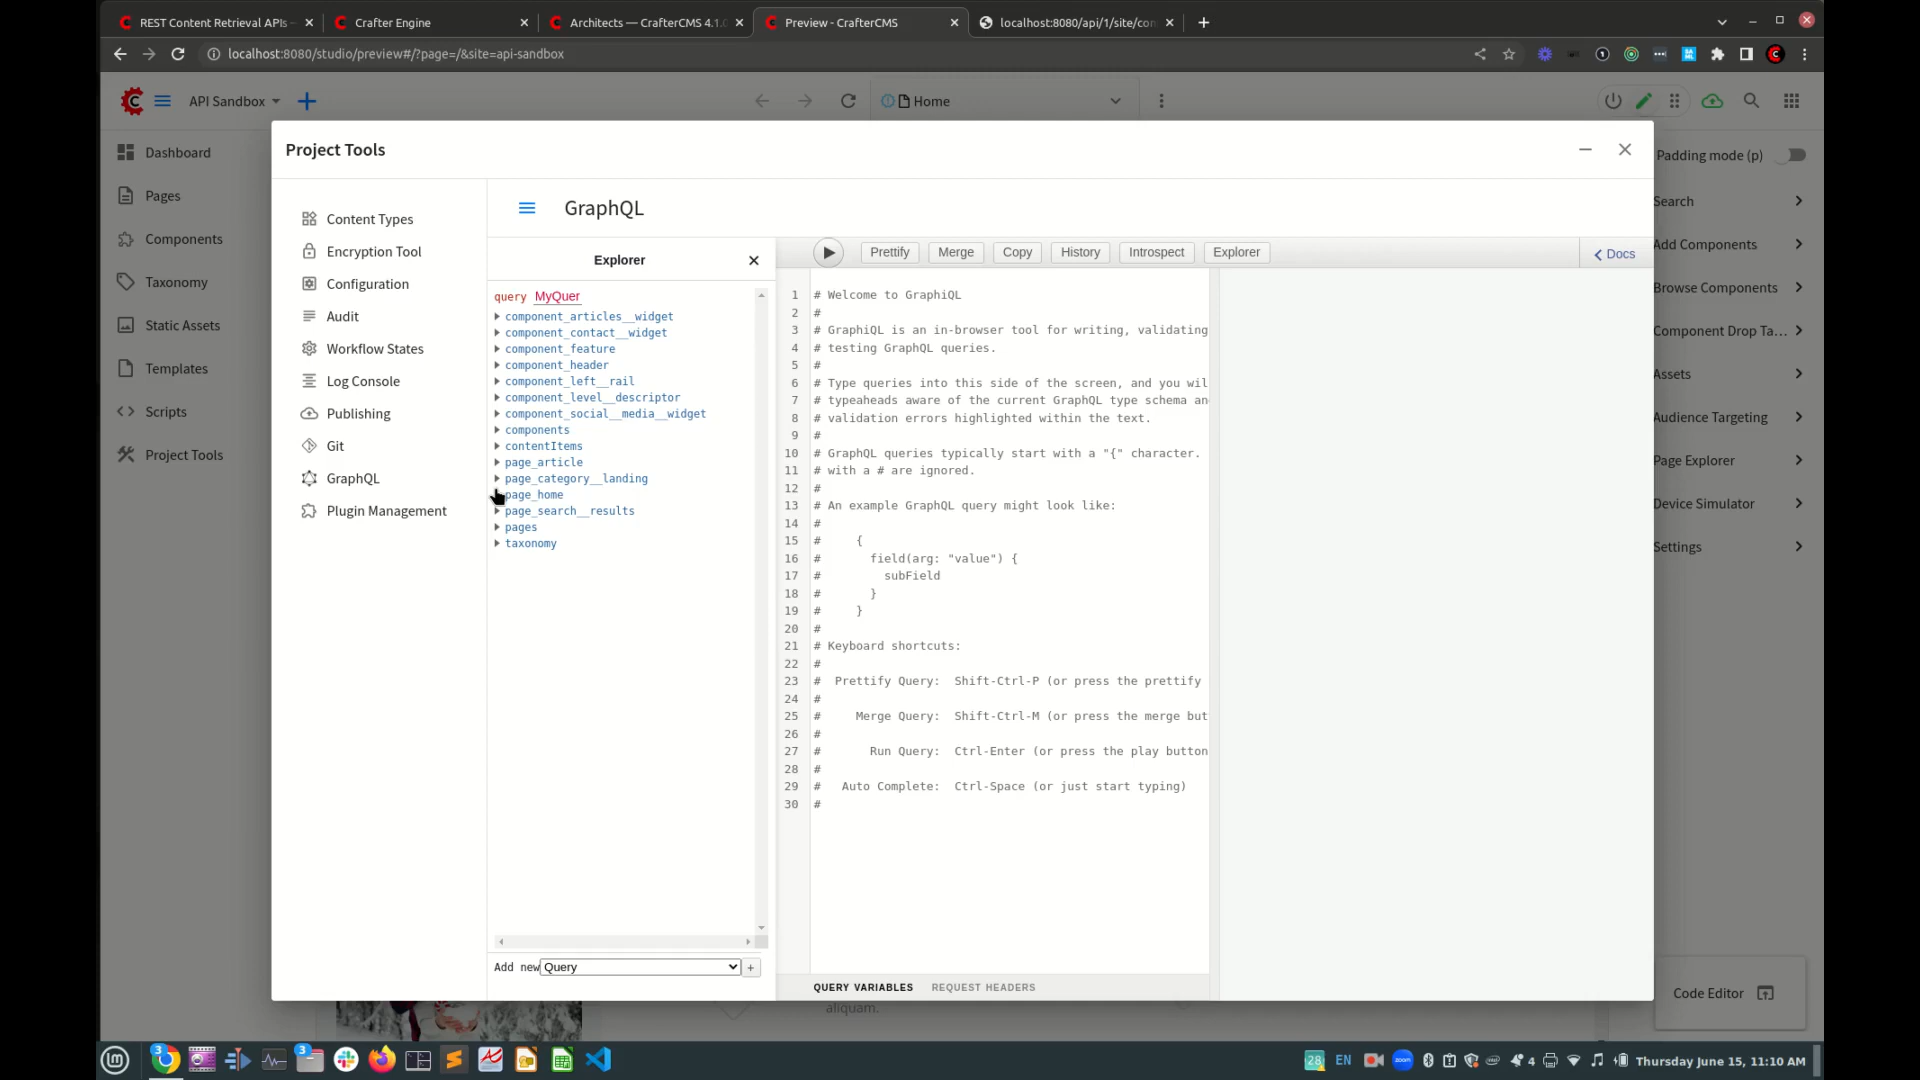 REST Content Retrieval APIs
Crafter Engine
Architects — CrafterCMS 4.1.0
Preview - CrafterCMS
localhost:8080/api/1/site/con
localhost:8080/studio/preview#/?page=/&site=api-sandbox
API Sandbox
Home
Project Tools
Dashboard
Pages
Components
Taxonomy
Static Assets
Templates
Scripts
Project Tools
Content Types
Encryption Tool
Configuration
Audit
Workflow States
Log Console
Publishing
Git
GraphQL
Plugin Management
GraphQL
Explorer
query MyQuer
component_articles__widget
component_contact__widget
component_feature
component_header
component_left__rail
component_level__descriptor
component_social__media__widget
components
contentItems
page_article
page_category__landing
page_home
page_search__results
pages
taxonomy
Add new Query +
Prettify Merge Copy History Introspect Explorer
Docs
1 # Welcome to GraphiQL
2 #
3 # GraphiQL is an in-browser tool for writing, validating
4 # testing GraphQL queries.
5 #
6 # Type queries into this side of the screen, and you wil
7 # typeaheads aware of the current GraphQL type schema an
8 # validation errors highlighted within the text.
9 #
10 # GraphQL queries typically start with a "{" character.
11 # with a # are ignored.
12 #
13 # An example GraphQL query might look like:
14 #
15 # {
16 # field(arg: "value") {
17 # subField
18 # }
19 # }
20 #
21 # Keyboard shortcuts:
22 #
23 # Prettify Query: Shift-Ctrl-P (or press the prettify
24 #
25 # Merge Query: Shift-Ctrl-M (or press the merge but
26 #
27 # Run Query: Ctrl-Enter (or press the play button
28 #
29 # Auto Complete: Ctrl-Space (or just start typing)
30 #
QUERY VARIABLES REQUEST HEADERS
aliquam.
Padding mode (p)
Search
Add Components
Browse Components
Component Drop Ta...
Assets
Audience Targeting
Page Explorer
Device Simulator
Settings
Code Editor
3
3
28
EN
zoom
4
Thursday June 15, 11:10 AM